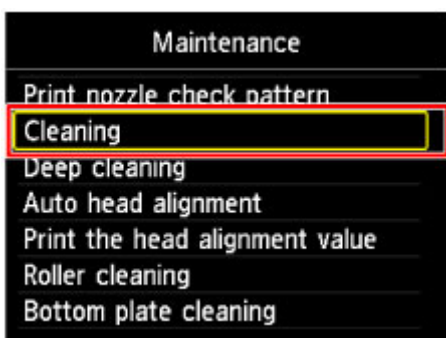 Maintenance
Print nozzle check pattern
Cleaning
Deep cleaning
Auto head alignment
Print the head alignment value
Roller cleaning
Bottom plate cleaning